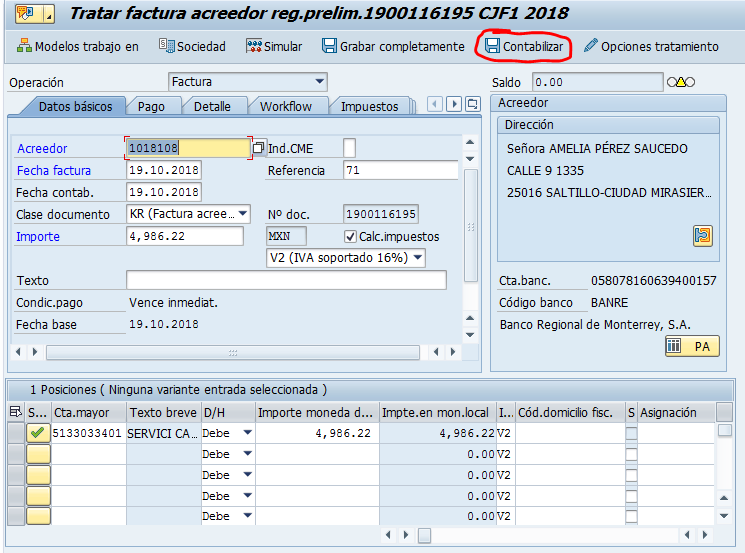 Tratar factura acreedor reg.prelim.1900116195 CJF1 2018
Modelos trabajo en Sociedad Simular Grabar completamente Contabilizar Opciones tratamiento
Operación Factura Saldo 0.00
Datos básicos Pago Detalle Workflow Impuestos
Acreedor 1018108 Ind.CME
Fecha factura 19.10.2018 Referencia 71
Fecha contab. 19.10.2018
Clase documento KR (Factura acree... Nº doc. 1900116195
Importe 4,986.22 MXN Calc.impuestos
V2 (IVA soportado 16%)
Texto
Condic.pago Vence inmediat.
Fecha base 19.10.2018
Acreedor
Dirección
Señora AMELIA PÉREZ SAUCEDO
CALLE 9 1335
25016 SALTILLO-CIUDAD MIRASIER...
Cta.banc. 058078160639400157
Código banco BANRE
Banco Regional de Monterrey, S.A.
PA
1 Posiciones ( Ninguna variante entrada seleccionada )
S... Cta.mayor Texto breve D/H Importe moneda d... Impte.en mon.local I... Cód.domicilio fisc. S Asignación
5133033401 SERVICI CA... Debe 4,986.22 4,986.22 V2
Debe 0.00 V2
Debe 0.00 V2
Debe 0.00 V2
Debe 0.00 V2